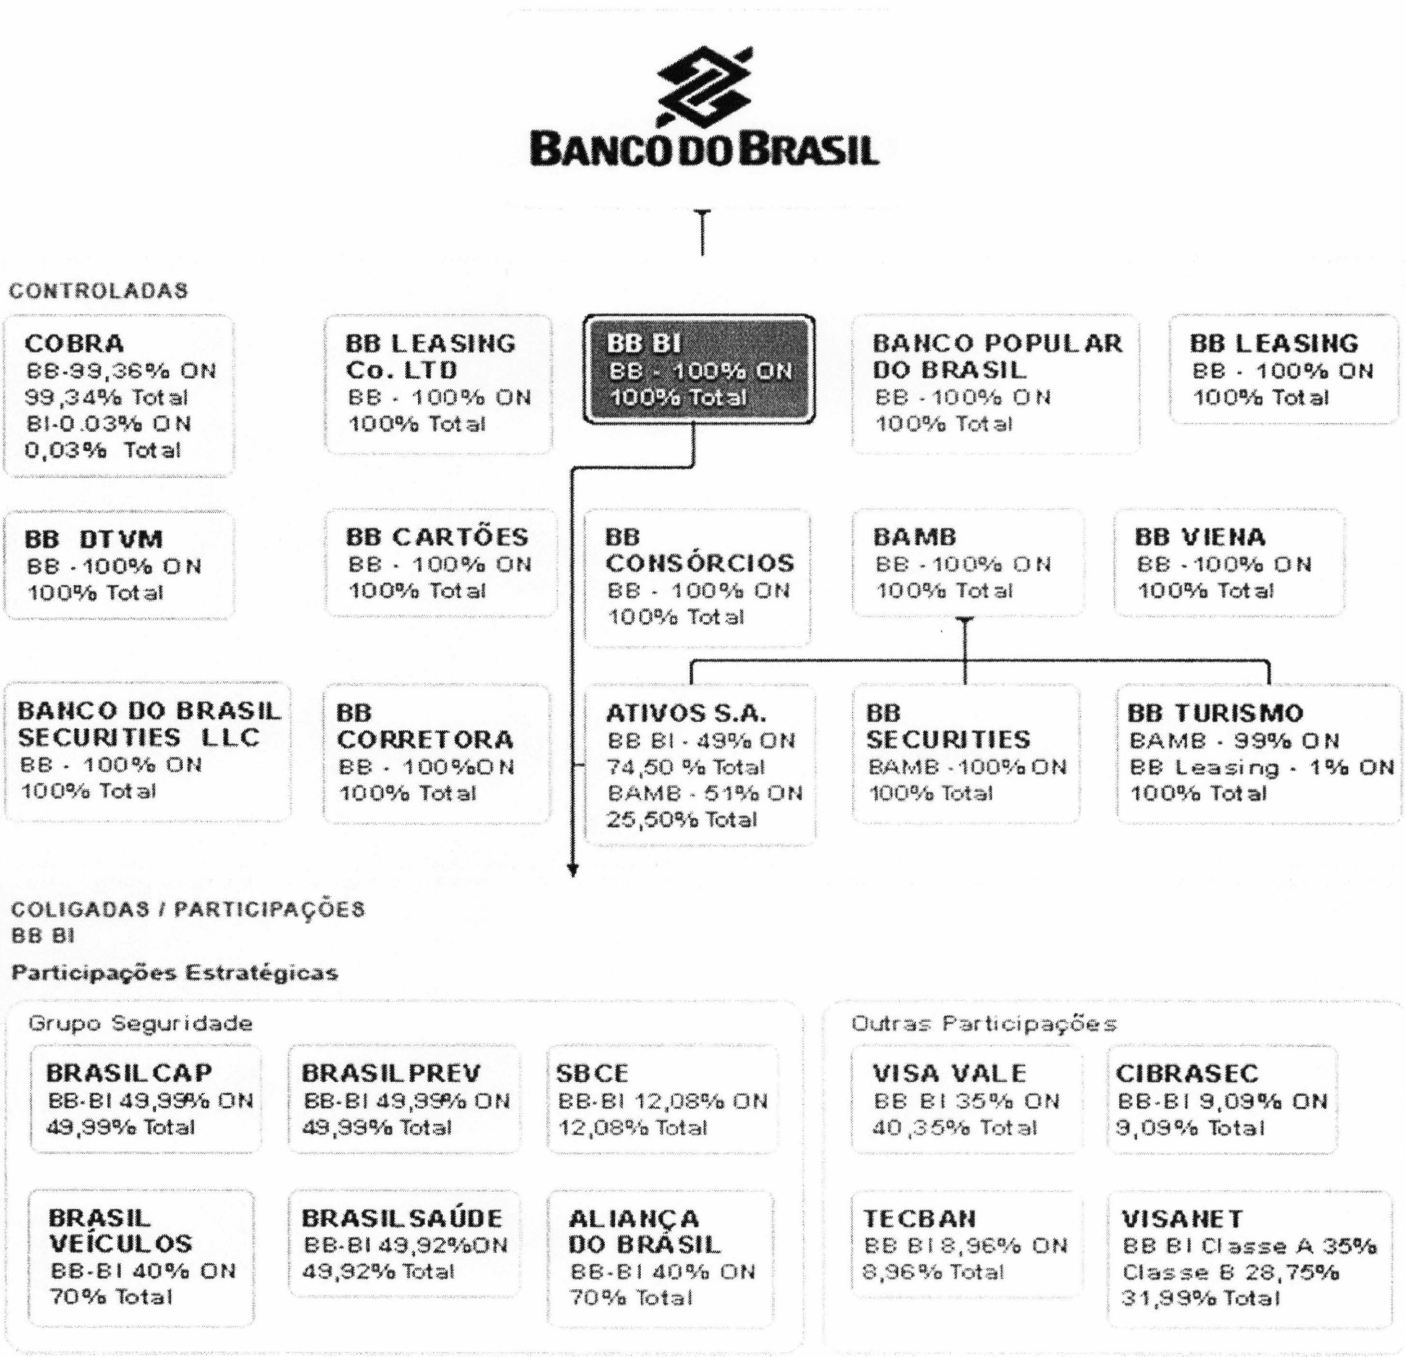 BANCO DO BRASIL
CONTROLADAS
COBRA
BB-99,36% ON
99,34% Total
BI-0.03% ON
0,03% Total
BB LEASING
Co. LTD
BB - 100% ON
100% Total
BB BI
BB - 100% ON
100% Total
BANCO POPULAR
DO BRASIL
BB - 100% ON
100% Total
BB LEASING
BB - 100% ON
100% Total
BB DTVM
BB - 100% ON
100% Total
BB CARTÕES
BB - 100% ON
100% Total
BB
CONSÓRCIOS
BB - 100% ON
100% Total
BAMB
BB - 100% ON
100% Total
BB VIENA
BB - 100% ON
100% Total
BANCO DO BRASIL
SECURITIES LLC
BB - 100% ON
100% Total
BB
CORRETORA
BB - 100%ON
100% Total
ATIVOS S.A.
BB BI - 49% ON
74,50 % Total
BAMB - 51% ON
25,50% Total
BB
SECURITIES
BAMB -100% ON
100% Total
BB TURISMO
BAMB - 99% ON
BB Leasing - 1% ON
100% Total
COLIGADAS / PARTICIPAÇÕES
BB BI
Participações Estratégicas
Grupo Seguridade
BRASILCAP
BB-BI 49,99% ON
49,99% Total
BRASILPREV
BB-BI 49,99% ON
49,99% Total
SBCE
BB-BI 12,08% ON
12,08% Total
BRASIL
VEÍCULOS
BB-BI 40% ON
70% Total
BRASILSAÚDE
BB-BI 49,92%ON
49,92% Total
ALIANÇA
DO BRASIL
BB-BI 40% ON
70% Total
Outras Participações
VISA VALE
BB BI 35% ON
40,35% Total
CIBRASEC
BB-BI 9,09% ON
9,09% Total
TECBAN
BB BI 8,96% ON
8,96% Total
VISANET
BB BI Classe A 35%
Classe B 28,75%
31,99% Total